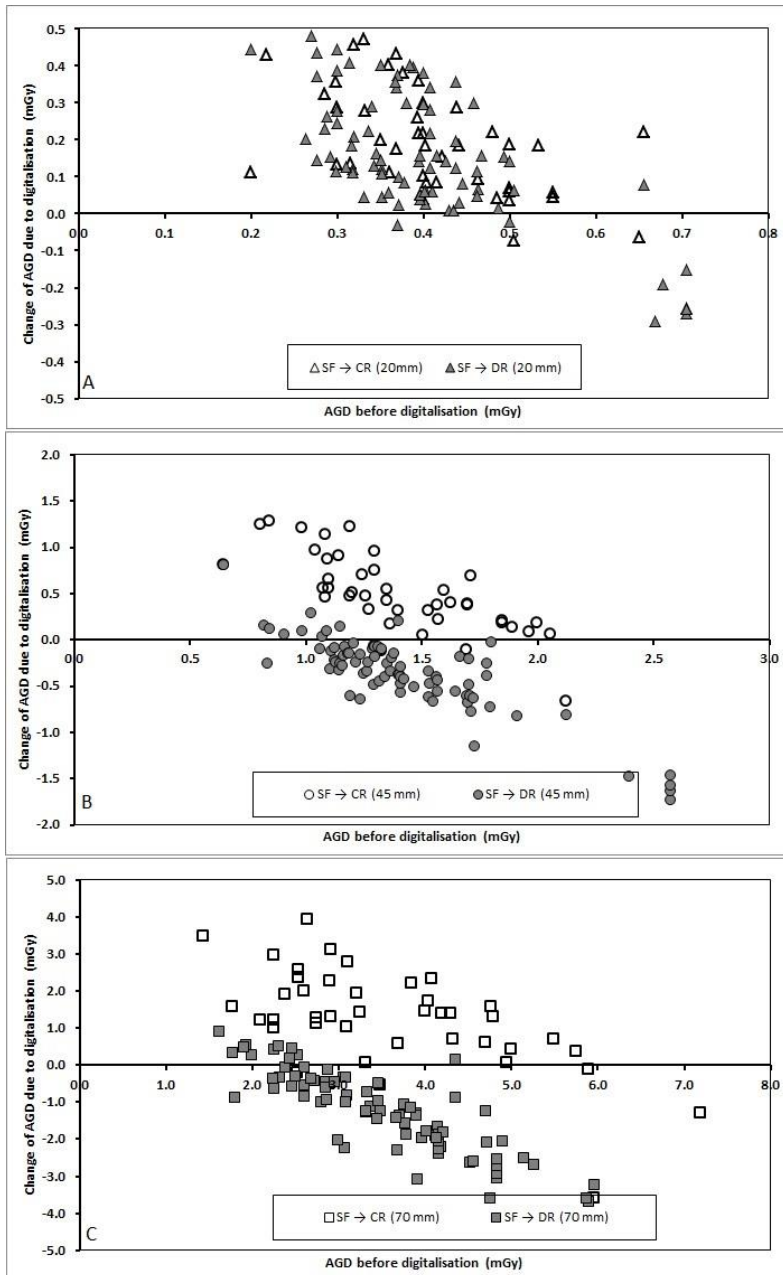 0.5
0.4
0.3
0.2
0.1
0.0
-0.1
-0.2
-0.3
-0.4
-0.5
0.0 0.1 0.2 0.3 0.4 0.5 0.6 0.7 0.8
Change of AGD due to digitalisation (mGy)
SF → CR (20mm) SF → DR (20 mm)
A
AGD before digitalisation (mGy)
2.0
1.5
1.0
0.5
0.0
-0.5
-1.0
-1.5
-2.0
0.0 0.5 1.0 1.5 2.0 2.5 3.0
Change of AGD due to digitalisation (mGy)
SF → CR (45 mm) SF → DR (45 mm)
B
AGD before digitalisation (mGy)
5.0
4.0
3.0
2.0
1.0
0.0
-1.0
-2.0
-3.0
-4.0
-5.0
0.0 1.0 2.0 3.0 4.0 5.0 6.0 7.0 8.0
Change of AGD due to digitalisation (mGy)
SF → CR (70 mm) SF → DR (70 mm)
C
AGD before digitalisation (mGy)